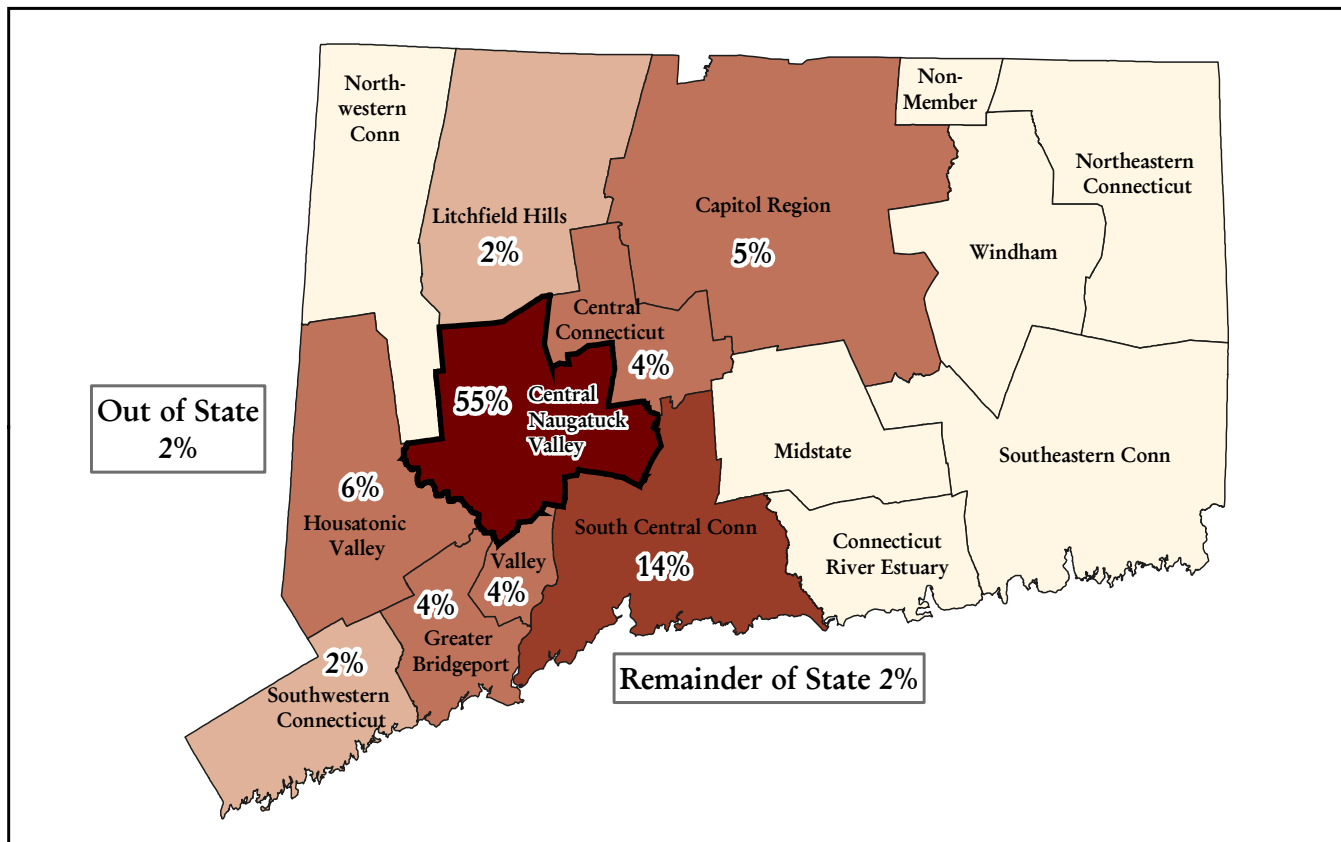 North-
western
Conn
Non-
Member
Northeastern
Connecticut
Litchfield Hills
2%
Capitol Region
5%
Windham
Central
Connecticut
4%
Out of State
2%
55%
Central
Naugatuck
Valley
Midstate
Southeastern Conn
6%
Housatonic
Valley
South Central Conn
14%
Connecticut
River Estuary
Valley
4%
4%
Greater
Bridgeport
2%
Southwestern
Connecticut
Remainder of State 2%